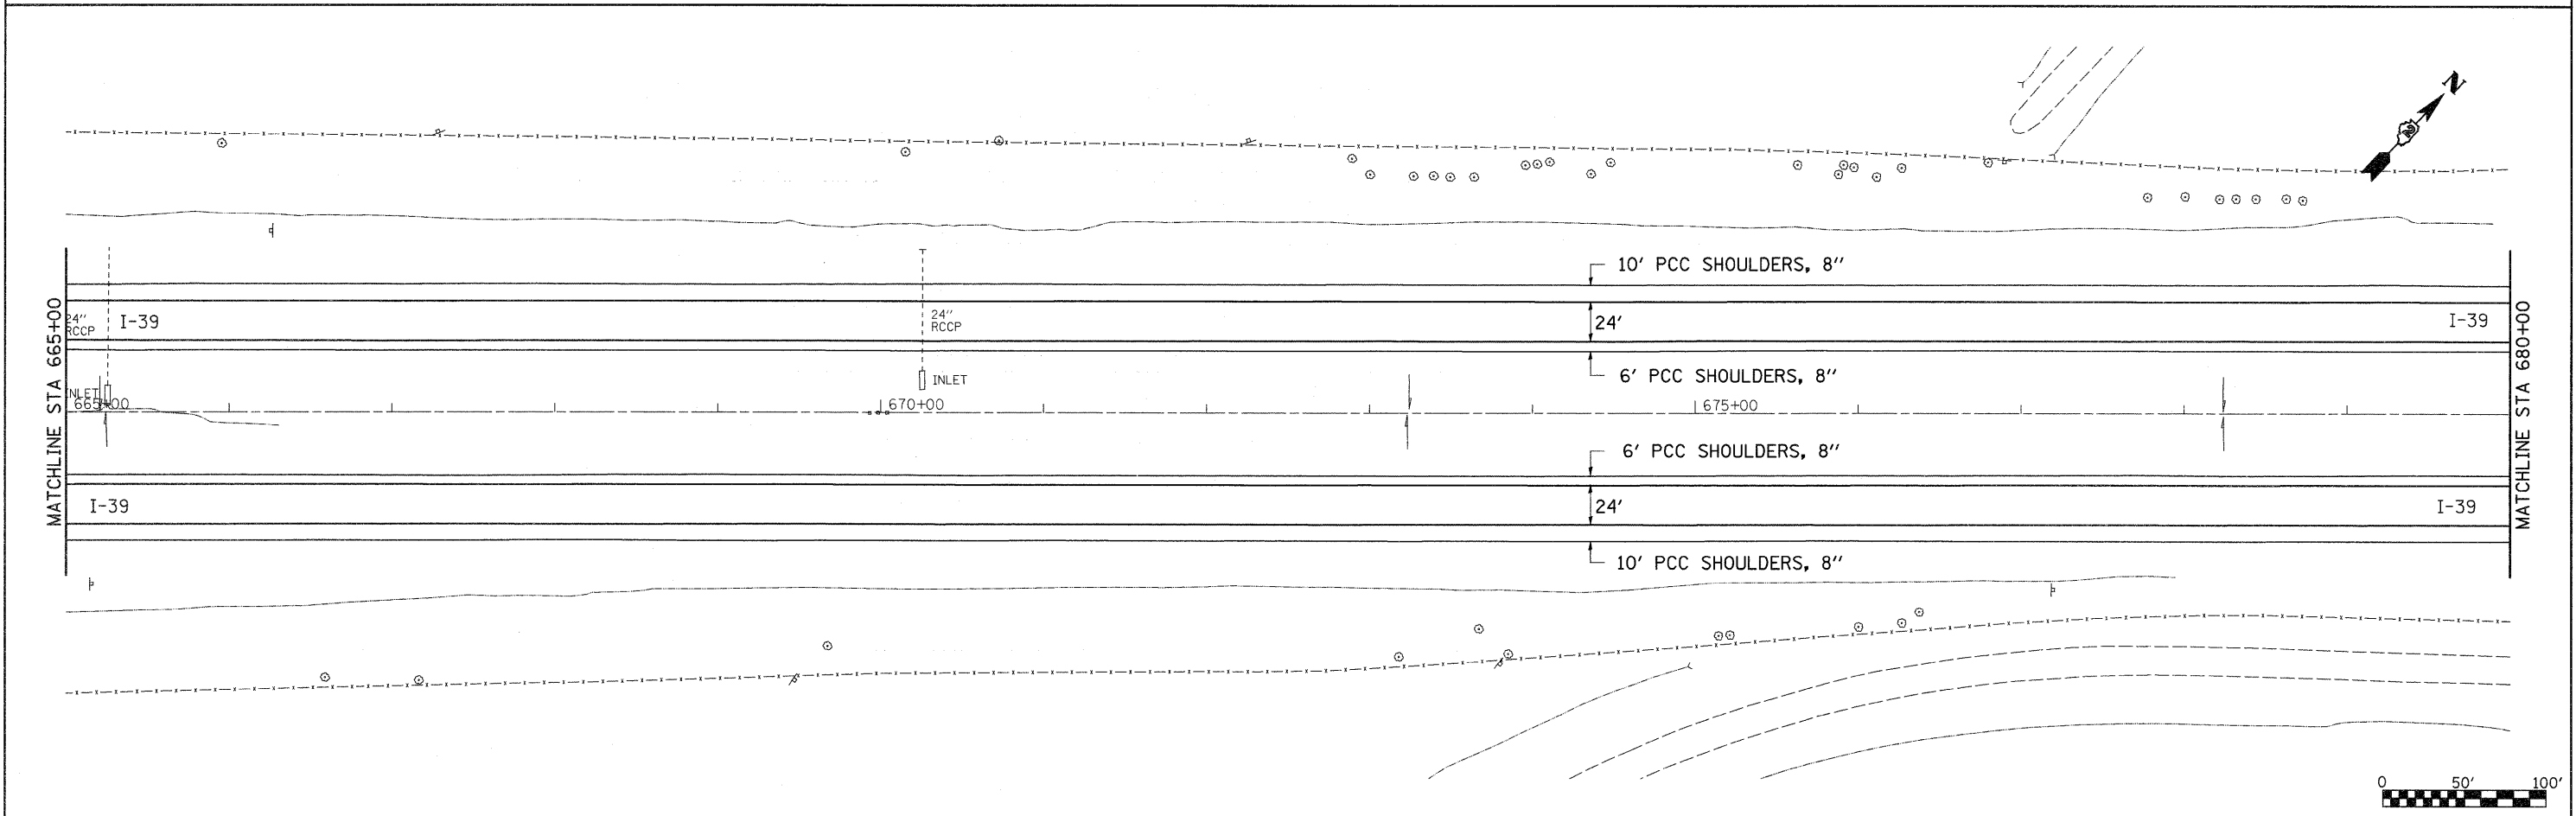 N
10' PCC SHOULDERS, 8"
MATCHLINE STA 665+00
24"
RCCP
I-39
24"
RCCP
24'
I-39
MATCHLINE STA 680+00
INLET
INLET
6' PCC SHOULDERS, 8"
665+00
670+00
675+00
6' PCC SHOULDERS, 8"
I-39
24'
I-39
10' PCC SHOULDERS, 8"
0 50' 100'